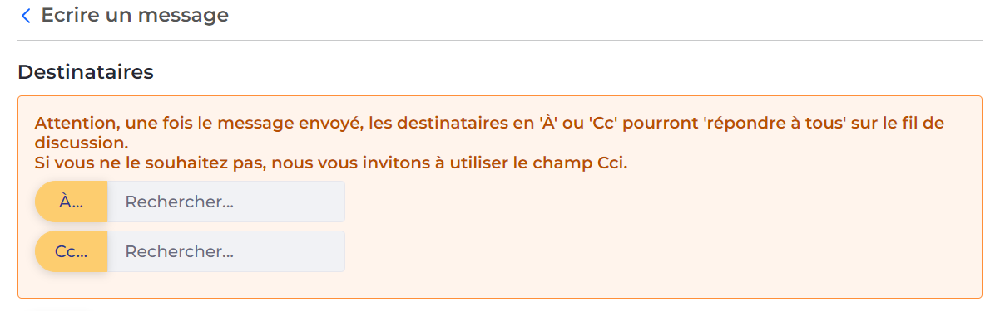 Ecrire un message
Destinataires
Attention, une fois le message envoyé, les destinataires en 'À' ou 'Cc' pourront 'répondre à tous' sur le fil de
discussion.
Si vous ne le souhaitez pas, nous vous invitons à utiliser le champ Cci.
À...
Rechercher...
Cc...
Rechercher...